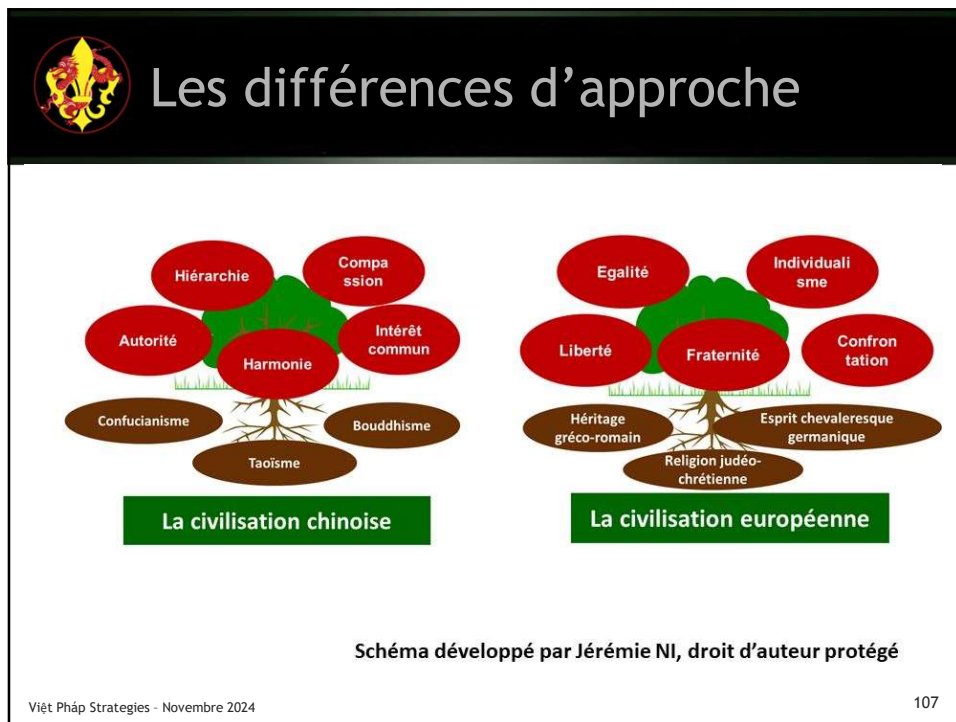 Les différences d’approche
Hiérarchie
Compa
ssion
Autorité
Harmonie
Intérêt
commun
Confucianisme
Bouddhisme
Taoïsme
La civilisation chinoise
Egalité
Individuali
sme
Liberté
Fraternité
Confron
tation
Héritage
gréco-romain
Esprit chevaleresque
germanique
Religion judéo-
chrétienne
La civilisation européenne
Schéma développé par Jérémie NI, droit d’auteur protégé
Việt Pháp Strategies – Novembre 2024
107